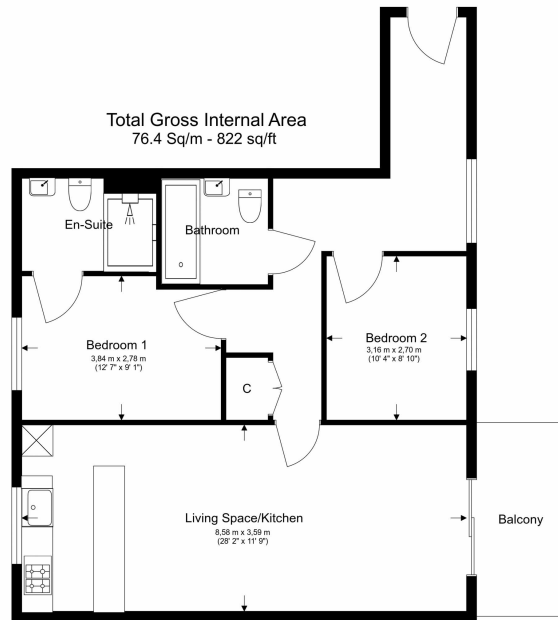 Total Gross Internal Area
76.4 Sq/m - 822 sq/ft
En-Suite
Bathroom
Bedroom 1
3,84 m x 2,78 m
(12' 7" x 9' 1")
Bedroom 2
3,16 m x 2,70 m
(10' 4" x 8' 10")
C
Living Space/Kitchen
8,58 m x 3,59 m
(28' 2" x 11' 9")
Balcony